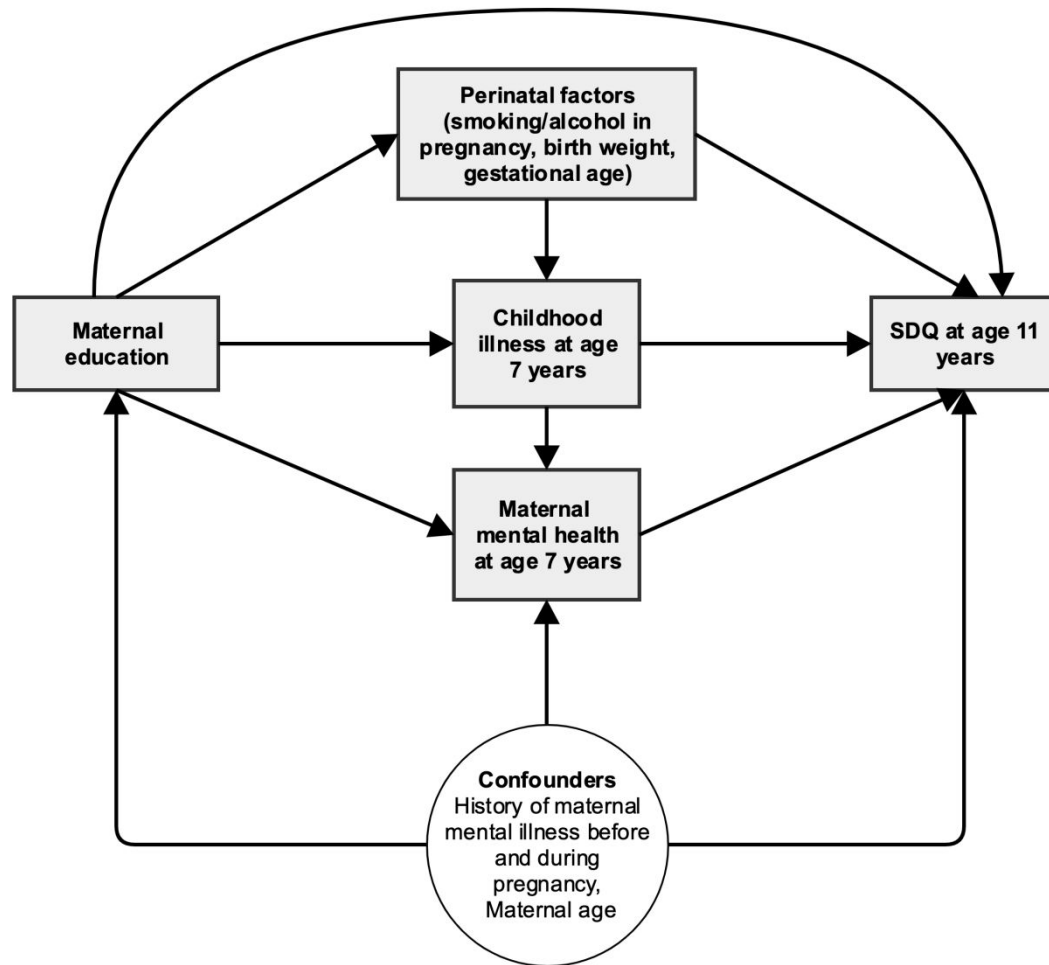 Perinatal factors
(smoking/alcohol in
pregnancy, birth weight,
gestational age)
Maternal
education
Childhood
illness at age
7 years
SDQ at age 11
years
Maternal
mental health
at age 7 years
Confounders
History of maternal
mental illness before
and during
pregnancy,
Maternal age